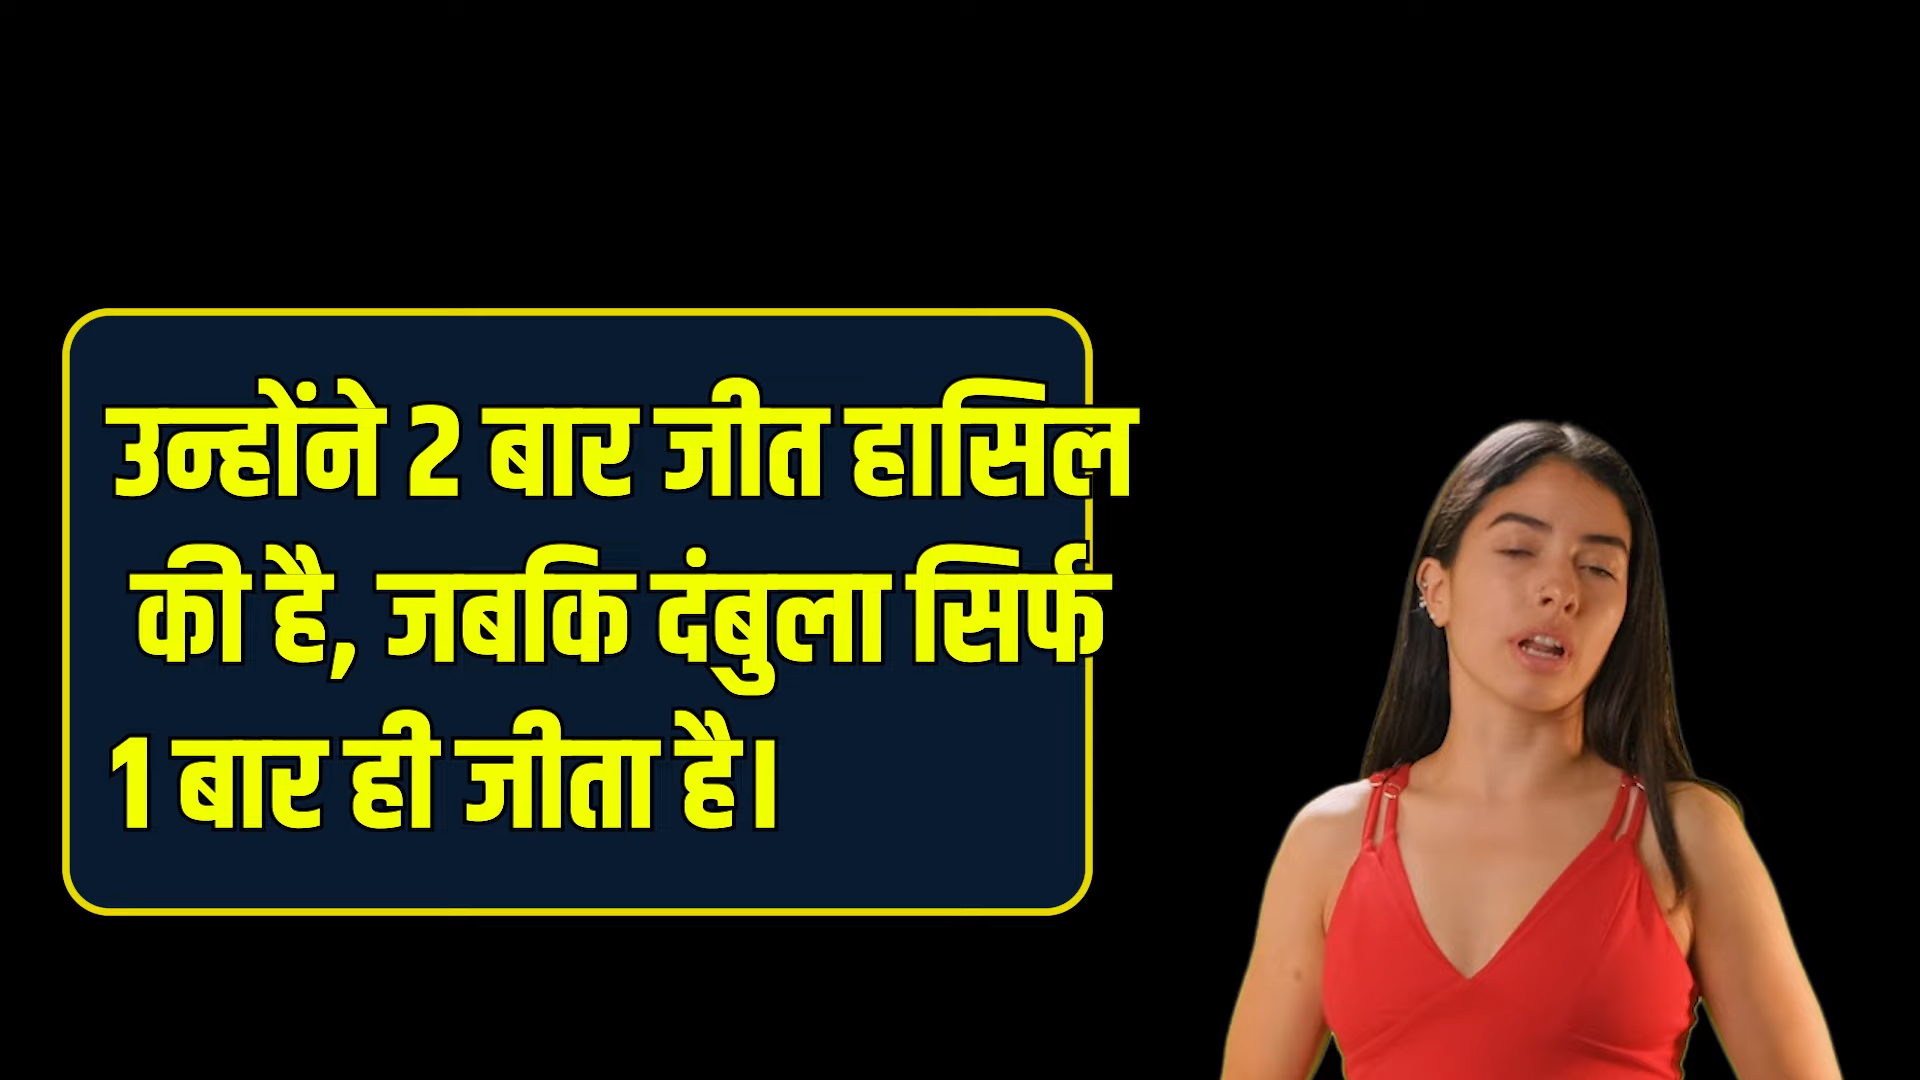 उन्होंने 2 बार जीत हासिल
की है, जबकि दंबुला सिर्फ
1 बार ही जीता है।